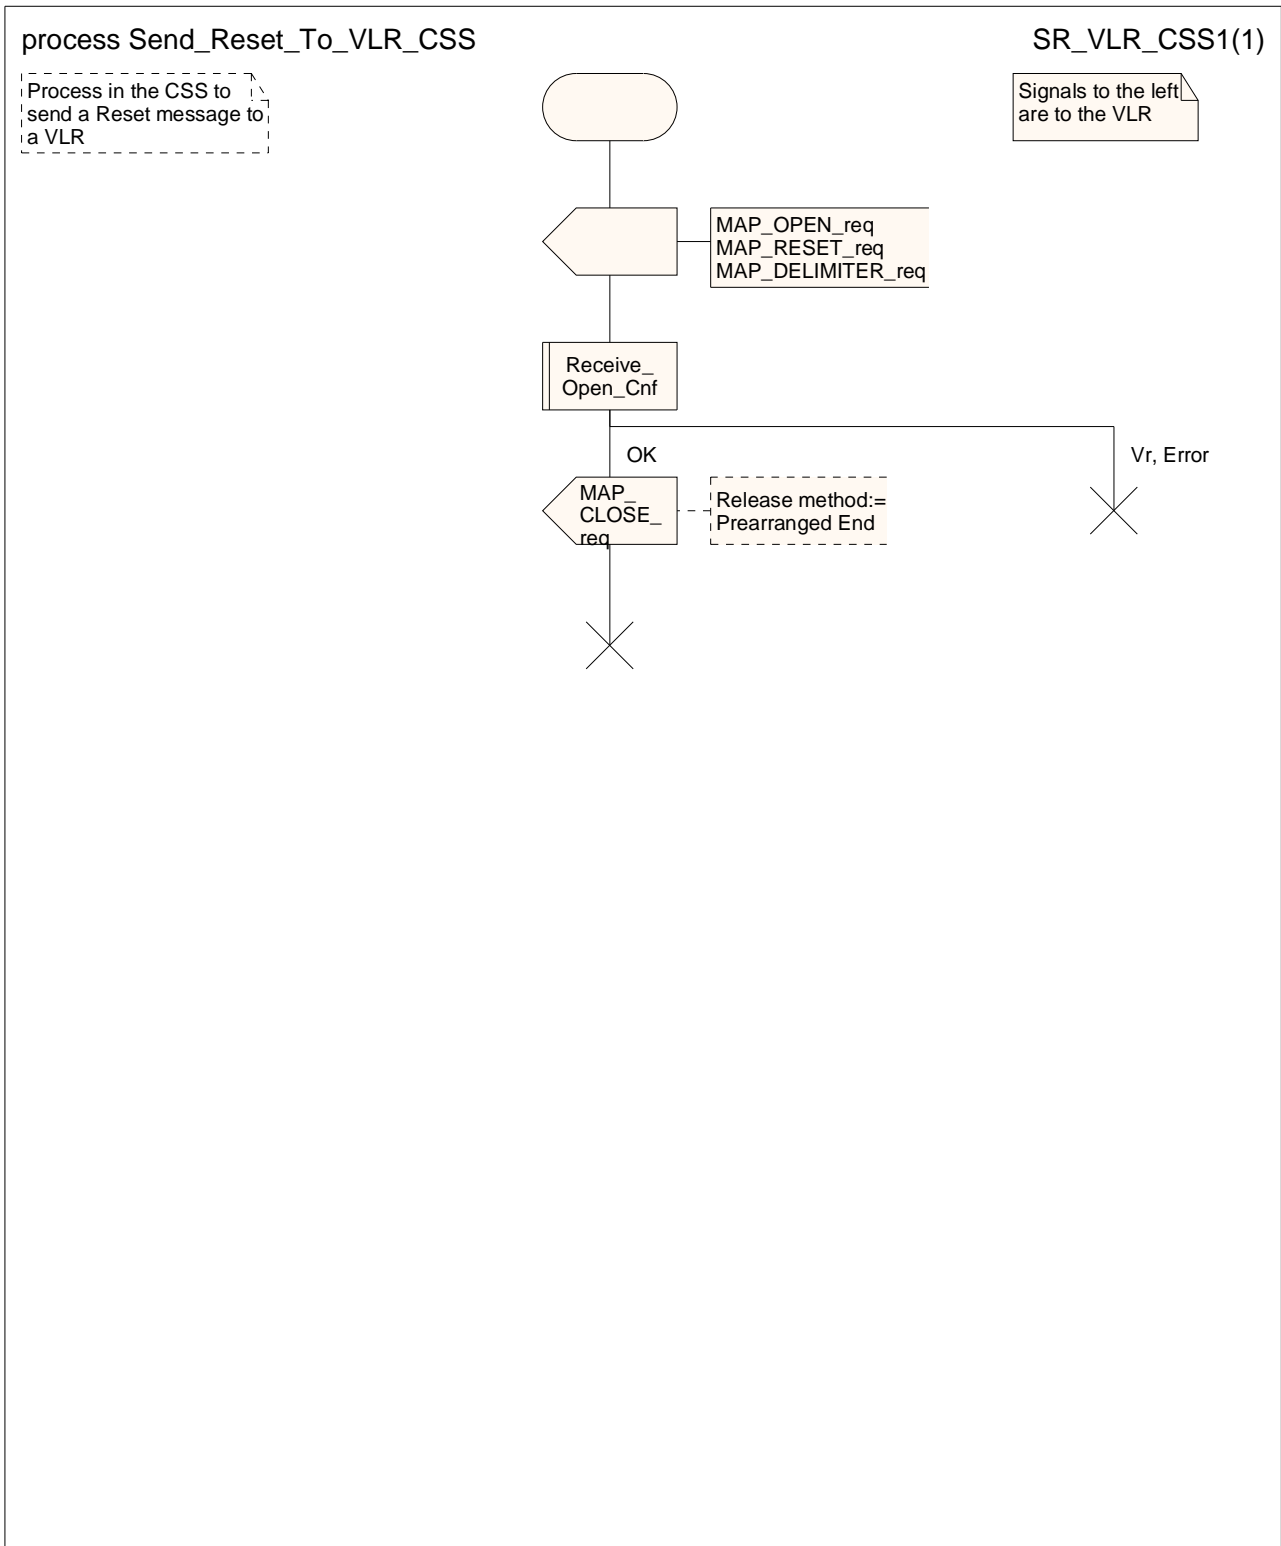 process Send_Reset_To_VLR_CSS
SR_VLR_CSS1(1)
Process in the CSS to
send a Reset message to
a VLR
Signals to the left
are to the VLR
MAP_OPEN_req
MAP_RESET_req
MAP_DELIMITER_req
Receive_
Open_Cnf
OK
Vr, Error
MAP_
CLOSE_
req
Release method:=
Prearranged End